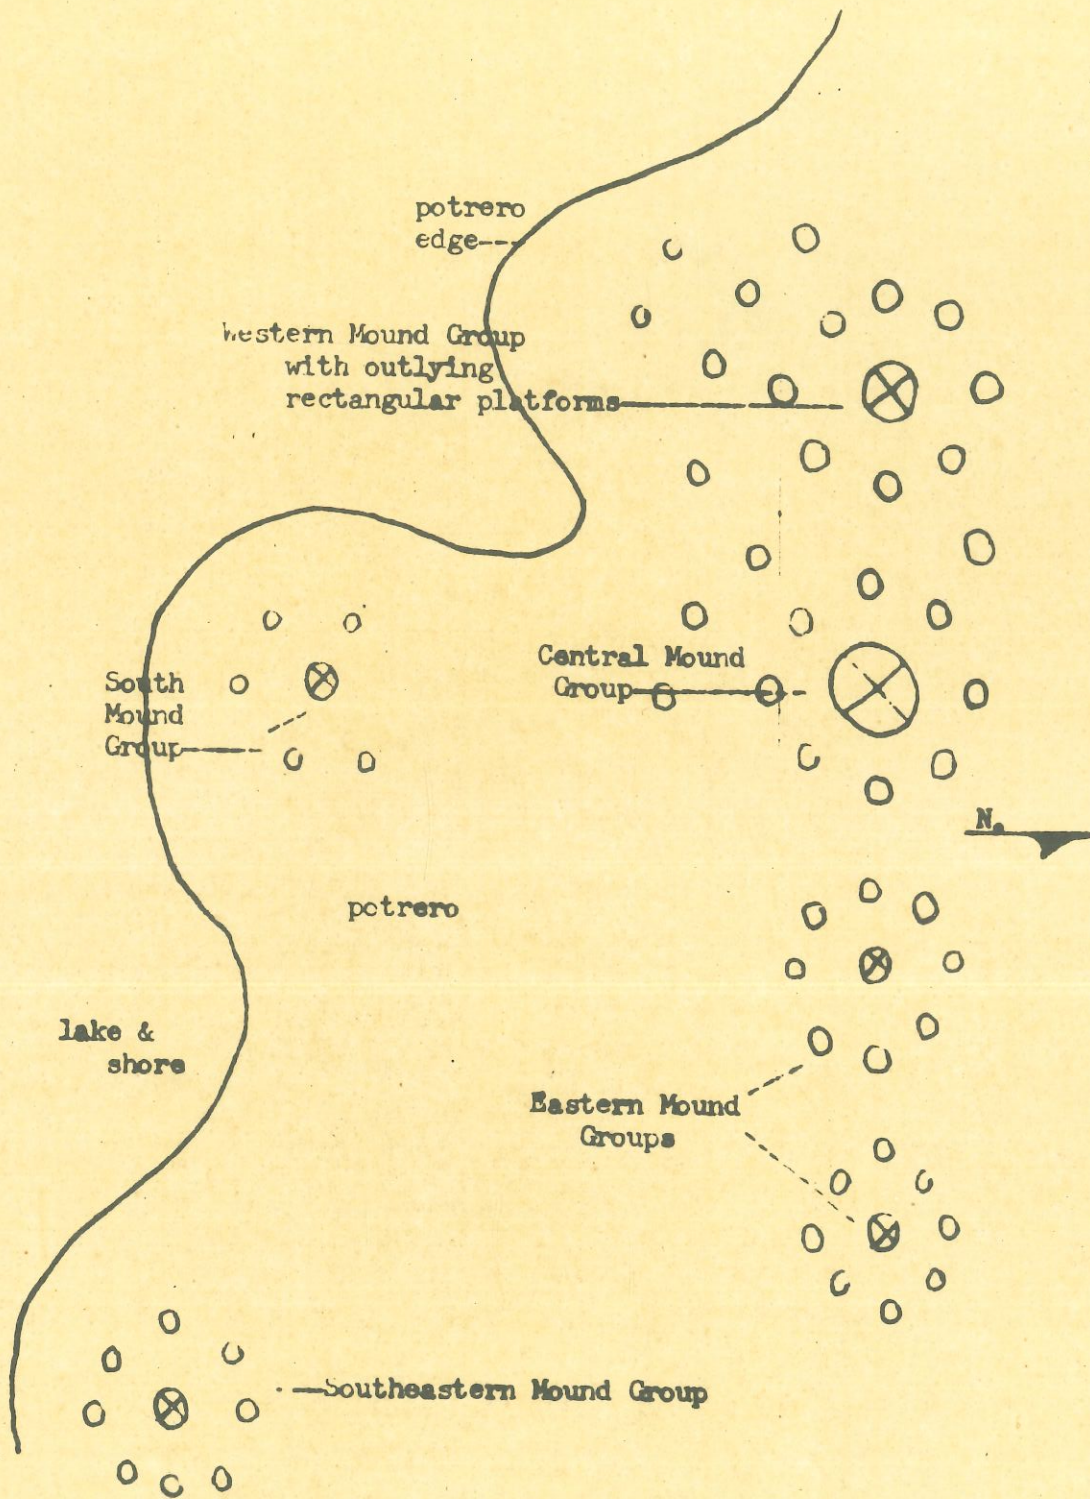 potrero
edge---
Western Mound Group
with outlying
rectangular platforms
Central Mound
Group
South
Mound
Group
N.
potrero
lake &
shore
Eastern Mound
Groups
Southeastern Mound Group